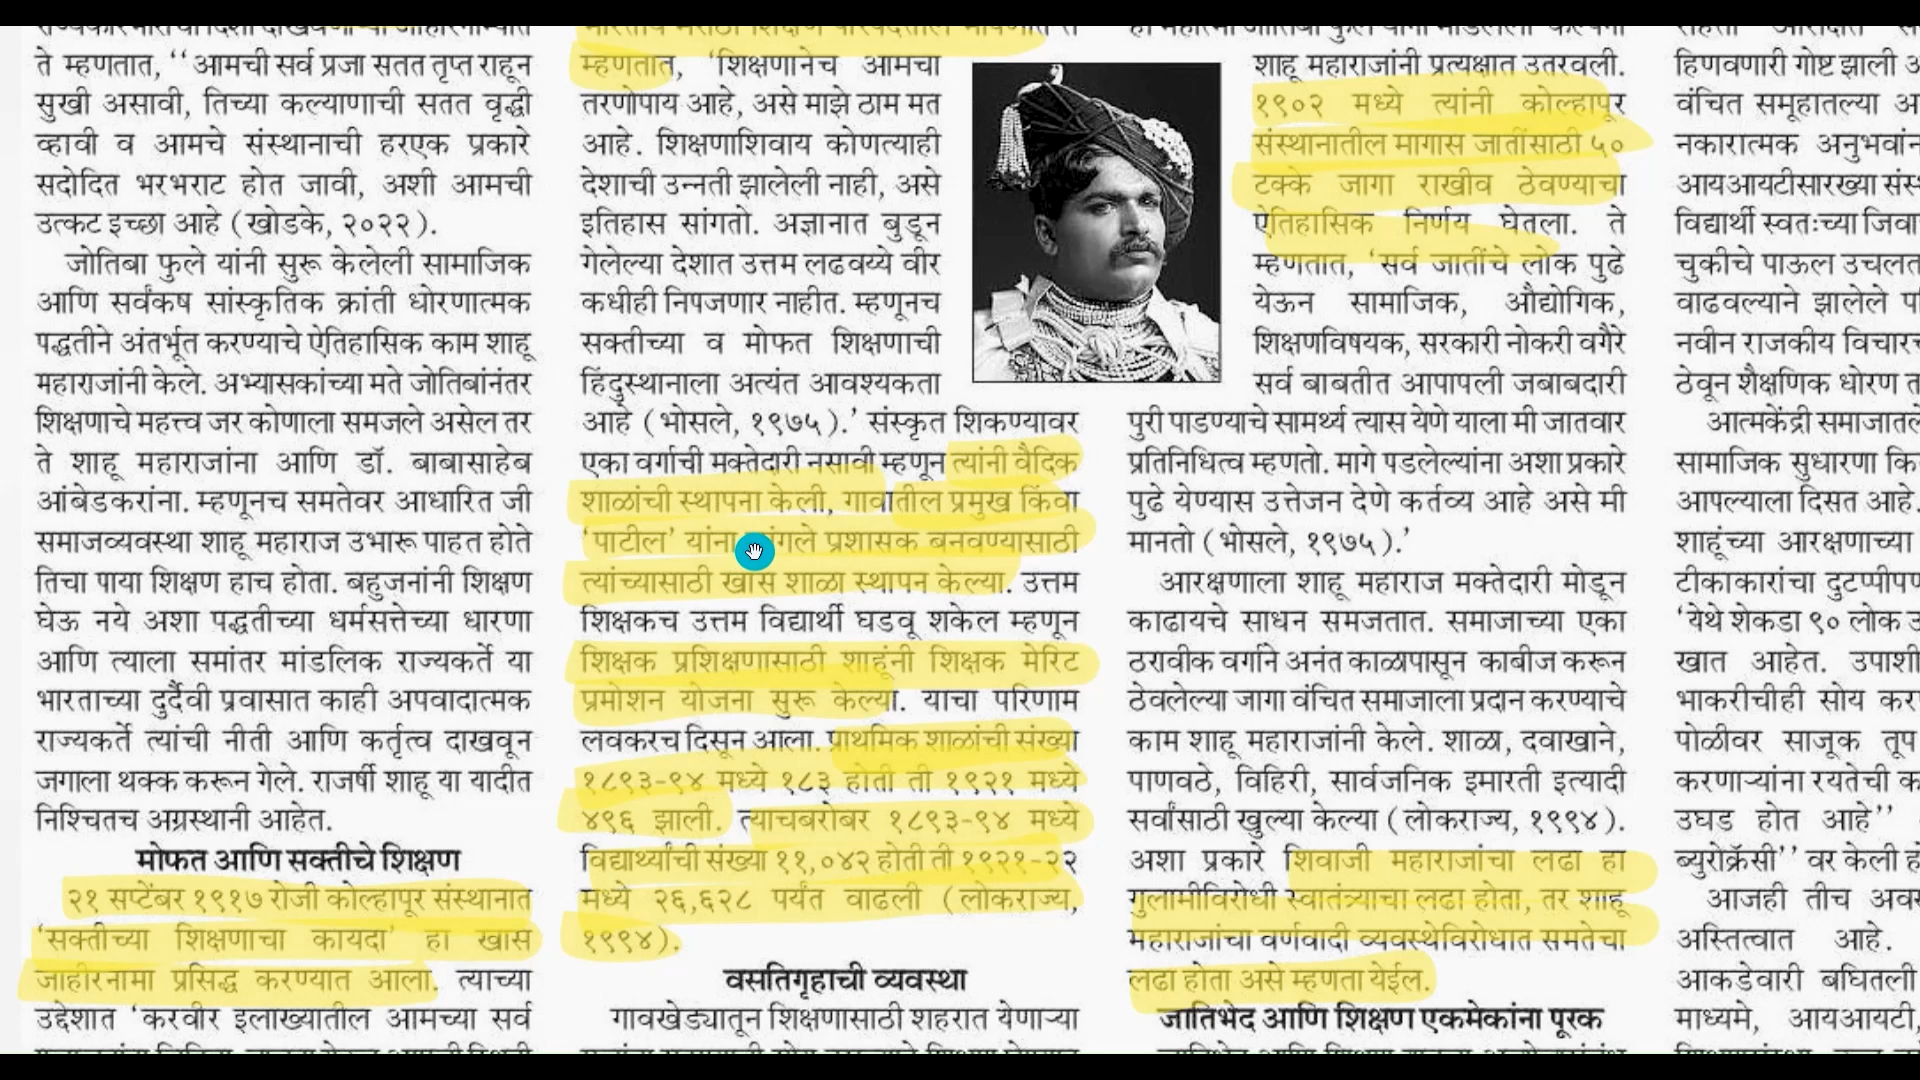 ते म्हणतात, ‘‘आमची सर्व प्रजा सतत तृप्त राहून
सुखी असावी, तिच्या कल्याणाची सतत वृद्धी
व्हावी व आमचे संस्थानाची हरएक प्रकारे
सदोदित भरभराट होत जावी, अशी आमची
उत्कट इच्छा आहे (खोडके, २०२२).
जोतिबा फुले यांनी सुरू केलेली सामाजिक
आणि सर्वंकष सांस्कृतिक क्रांती धोरणात्मक
पद्धतीने अंतर्भूत करण्याचे ऐतिहासिक काम शाहू
महाराजांनी केले. अभ्यासकांच्या मते जोतिबांनंतर
शिक्षणाचे महत्त्व जर कोणाला समजले असेल तर
ते शाहू महाराजांना आणि डॉ. बाबासाहेब
आंबेडकरांना. म्हणूनच समतेवर आधारित जी
समाजव्यवस्था शाहू महाराज उभारू पाहत होते
तिचा पाया शिक्षण हाच होता. बहुजनांनी शिक्षण
घेऊ नये अशा पद्धतीच्या धर्मसत्तेच्या धारणा
आणि त्याला समांतर मांडलिक राज्यकर्ते या
भारताच्या दुर्दैवी प्रवासात काही अपवादात्मक
राज्यकर्ते त्यांची नीती आणि कर्तृत्व दाखवून
जगाला थक्क करून गेले. राजर्षी शाहू या यादीत
निश्चितच अग्रस्थानी आहेत.
मोफत आणि सक्तीचे शिक्षण
२१ सप्टेंबर १९१७ रोजी कोल्हापूर संस्थानात
‘सक्तीच्या शिक्षणाचा कायदा’ हा खास
जाहीरनामा प्रसिद्ध करण्यात आला. त्याच्या
उद्देशात ‘करवीर इलाख्यातील आमच्या सर्व
भारतीय मराठा शिक्षण परिषदेतील भाषणात ते
म्हणतात, ‘शिक्षणानेच आमचा
तरणोपाय आहे, असे माझे ठाम मत
आहे. शिक्षणाशिवाय कोणत्याही
देशाची उन्नती झालेली नाही, असे
इतिहास सांगतो. अज्ञानात बुडून
गेलेल्या देशात उत्तम लढवय्ये वीर
कधीही निपजणार नाहीत. म्हणूनच
सक्तीच्या व मोफत शिक्षणाची
हिंदुस्थानाला अत्यंत आवश्यकता
आहे (भोसले, १९७५).’ संस्कृत शिकण्यावर
एका वर्गाची मक्तेदारी नसावी म्हणून त्यांनी वैदिक
शाळांची स्थापना केली, गावातील प्रमुख किंवा
‘पाटील’ यांना प्रशासक बनवण्यासाठी
त्यांच्यासाठी खास शाळा स्थापन केल्या. उत्तम
शिक्षकच उत्तम विद्यार्थी घडवू शकेल म्हणून
शिक्षक प्रशिक्षणासाठी शाहूंनी शिक्षक मेरिट
प्रमोशन योजना सुरू केल्या. याचा परिणाम
लवकरच दिसून आला. प्राथमिक शाळांची संख्या
१८९३-९४ मध्ये १८३ होती ती १९२१ मध्ये
४९६ झाली. त्याचबरोबर १८९३-९४ मध्ये
विद्यार्थ्यांची संख्या ११,०४२ होती ती १९२१-२२
मध्ये २६,६२८ पर्यंत वाढली (लोकराज्य,
१९९४).
वसतिगृहाची व्यवस्था
गावखेड्यातून शिक्षणासाठी शहरात येणाऱ्या
हा महात्मा जोतिबा फुले यांनी मांडलेली कल्पना
शाहू महाराजांनी प्रत्यक्षात उतरवली.
१९०२ मध्ये त्यांनी कोल्हापूर
संस्थानातील मागास जातींसाठी ५०
टक्के जागा राखीव ठेवण्याचा
ऐतिहासिक निर्णय घेतला. ते
म्हणतात, ‘सर्व जातींचे लोक पुढे
येऊन सामाजिक, औद्योगिक,
शिक्षणविषयक, सरकारी नोकरी वगैरे
सर्व बाबतीत आपापली जबाबदारी
पुरी पाडण्याचे सामर्थ्य त्यास येणे याला मी जातवार
प्रतिनिधित्व म्हणतो. मागे पडलेल्यांना अशा प्रकारे
पुढे येण्यास उत्तेजन देणे कर्तव्य आहे असे मी
मानतो (भोसले, १९७५).’
आरक्षणाला शाहू महाराज मक्तेदारी मोडून
काढायचे साधन समजतात. समाजाच्या एका
ठरावीक वर्गाने अनंत काळापासून काबीज करून
ठेवलेल्या जागा वंचित समाजाला प्रदान करण्याचे
काम शाहू महाराजांनी केले. शाळा, दवाखाने,
पाणवठे, विहिरी, सार्वजनिक इमारती इत्यादी
सर्वांसाठी खुल्या केल्या (लोकराज्य, १९९४).
अशा प्रकारे शिवाजी महाराजांचा लढा हा
गुलामीविरोधी स्वातंत्र्याचा लढा होता, तर शाहू
महाराजांचा वर्णवादी व्यवस्थेविरोधात समतेचा
लढा होता असे म्हणता येईल.
जातिभेद आणि शिक्षण एकमेकांना पूरक
हिणवणारी गोष्ट झाली
वंचित समूहातल्या
नकारात्मक
आयआयटीसारख्या
विद्यार्थी स्वतःच्या
चुकीचे पाऊल
वाढवल्याने झालेले
नवीन राजकीय
ठेवून शैक्षणिक धोरण
आत्मकेंद्री
सामाजिक सुधारणा
आपल्याला दिसत आहे.
शाहूंच्या आरक्षणाच्या
टीकाकारांचा
‘येथे शेकडा ९० लोक
खात आहेत.
भाकरीचीही सोय
पोळीवर साजूक तूप
करणाऱ्यांना रयतेची
उघड होत आहे’’
ब्युरोक्रॅसी’’ वर केली
आजही तीच
अस्तित्वात आहे.
आकडेवारी बघितली
माध्यमे, आयआयटी,